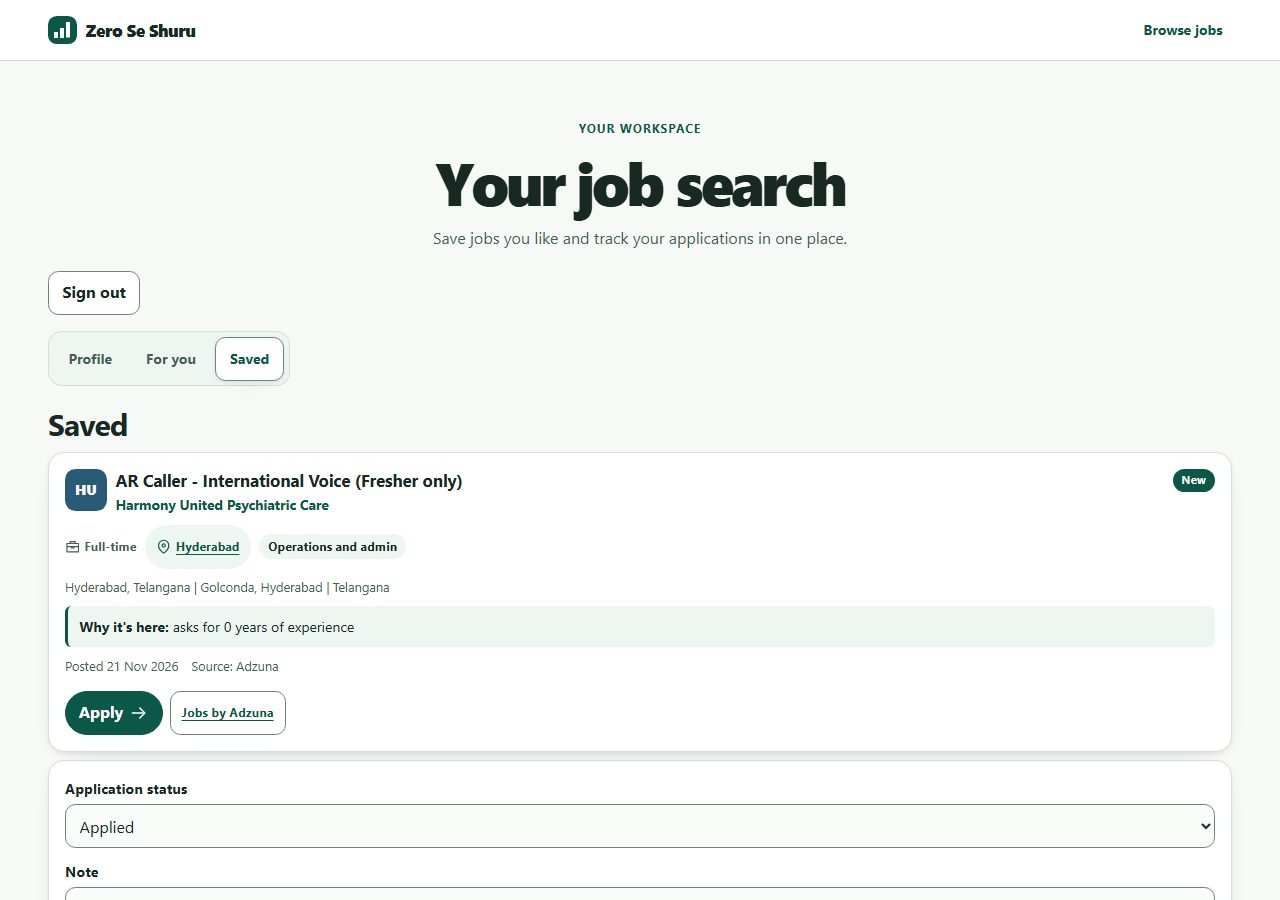 Zero Se Shuru
Browse jobs
YOUR WORKSPACE
Your job search
Save jobs you like and track your applications in one place.
Sign out
Profile For you Saved
Saved
HU
AR Caller - International Voice (Fresher only)
New
Harmony United Psychiatric Care
Full-time Hyderabad Operations and admin
Hyderabad, Telangana | Golconda, Hyderabad | Telangana
Why it's here: asks for 0 years of experience
Posted 21 Nov 2026 Source: Adzuna
Apply → Jobs by Adzuna
Application status
Applied
Note